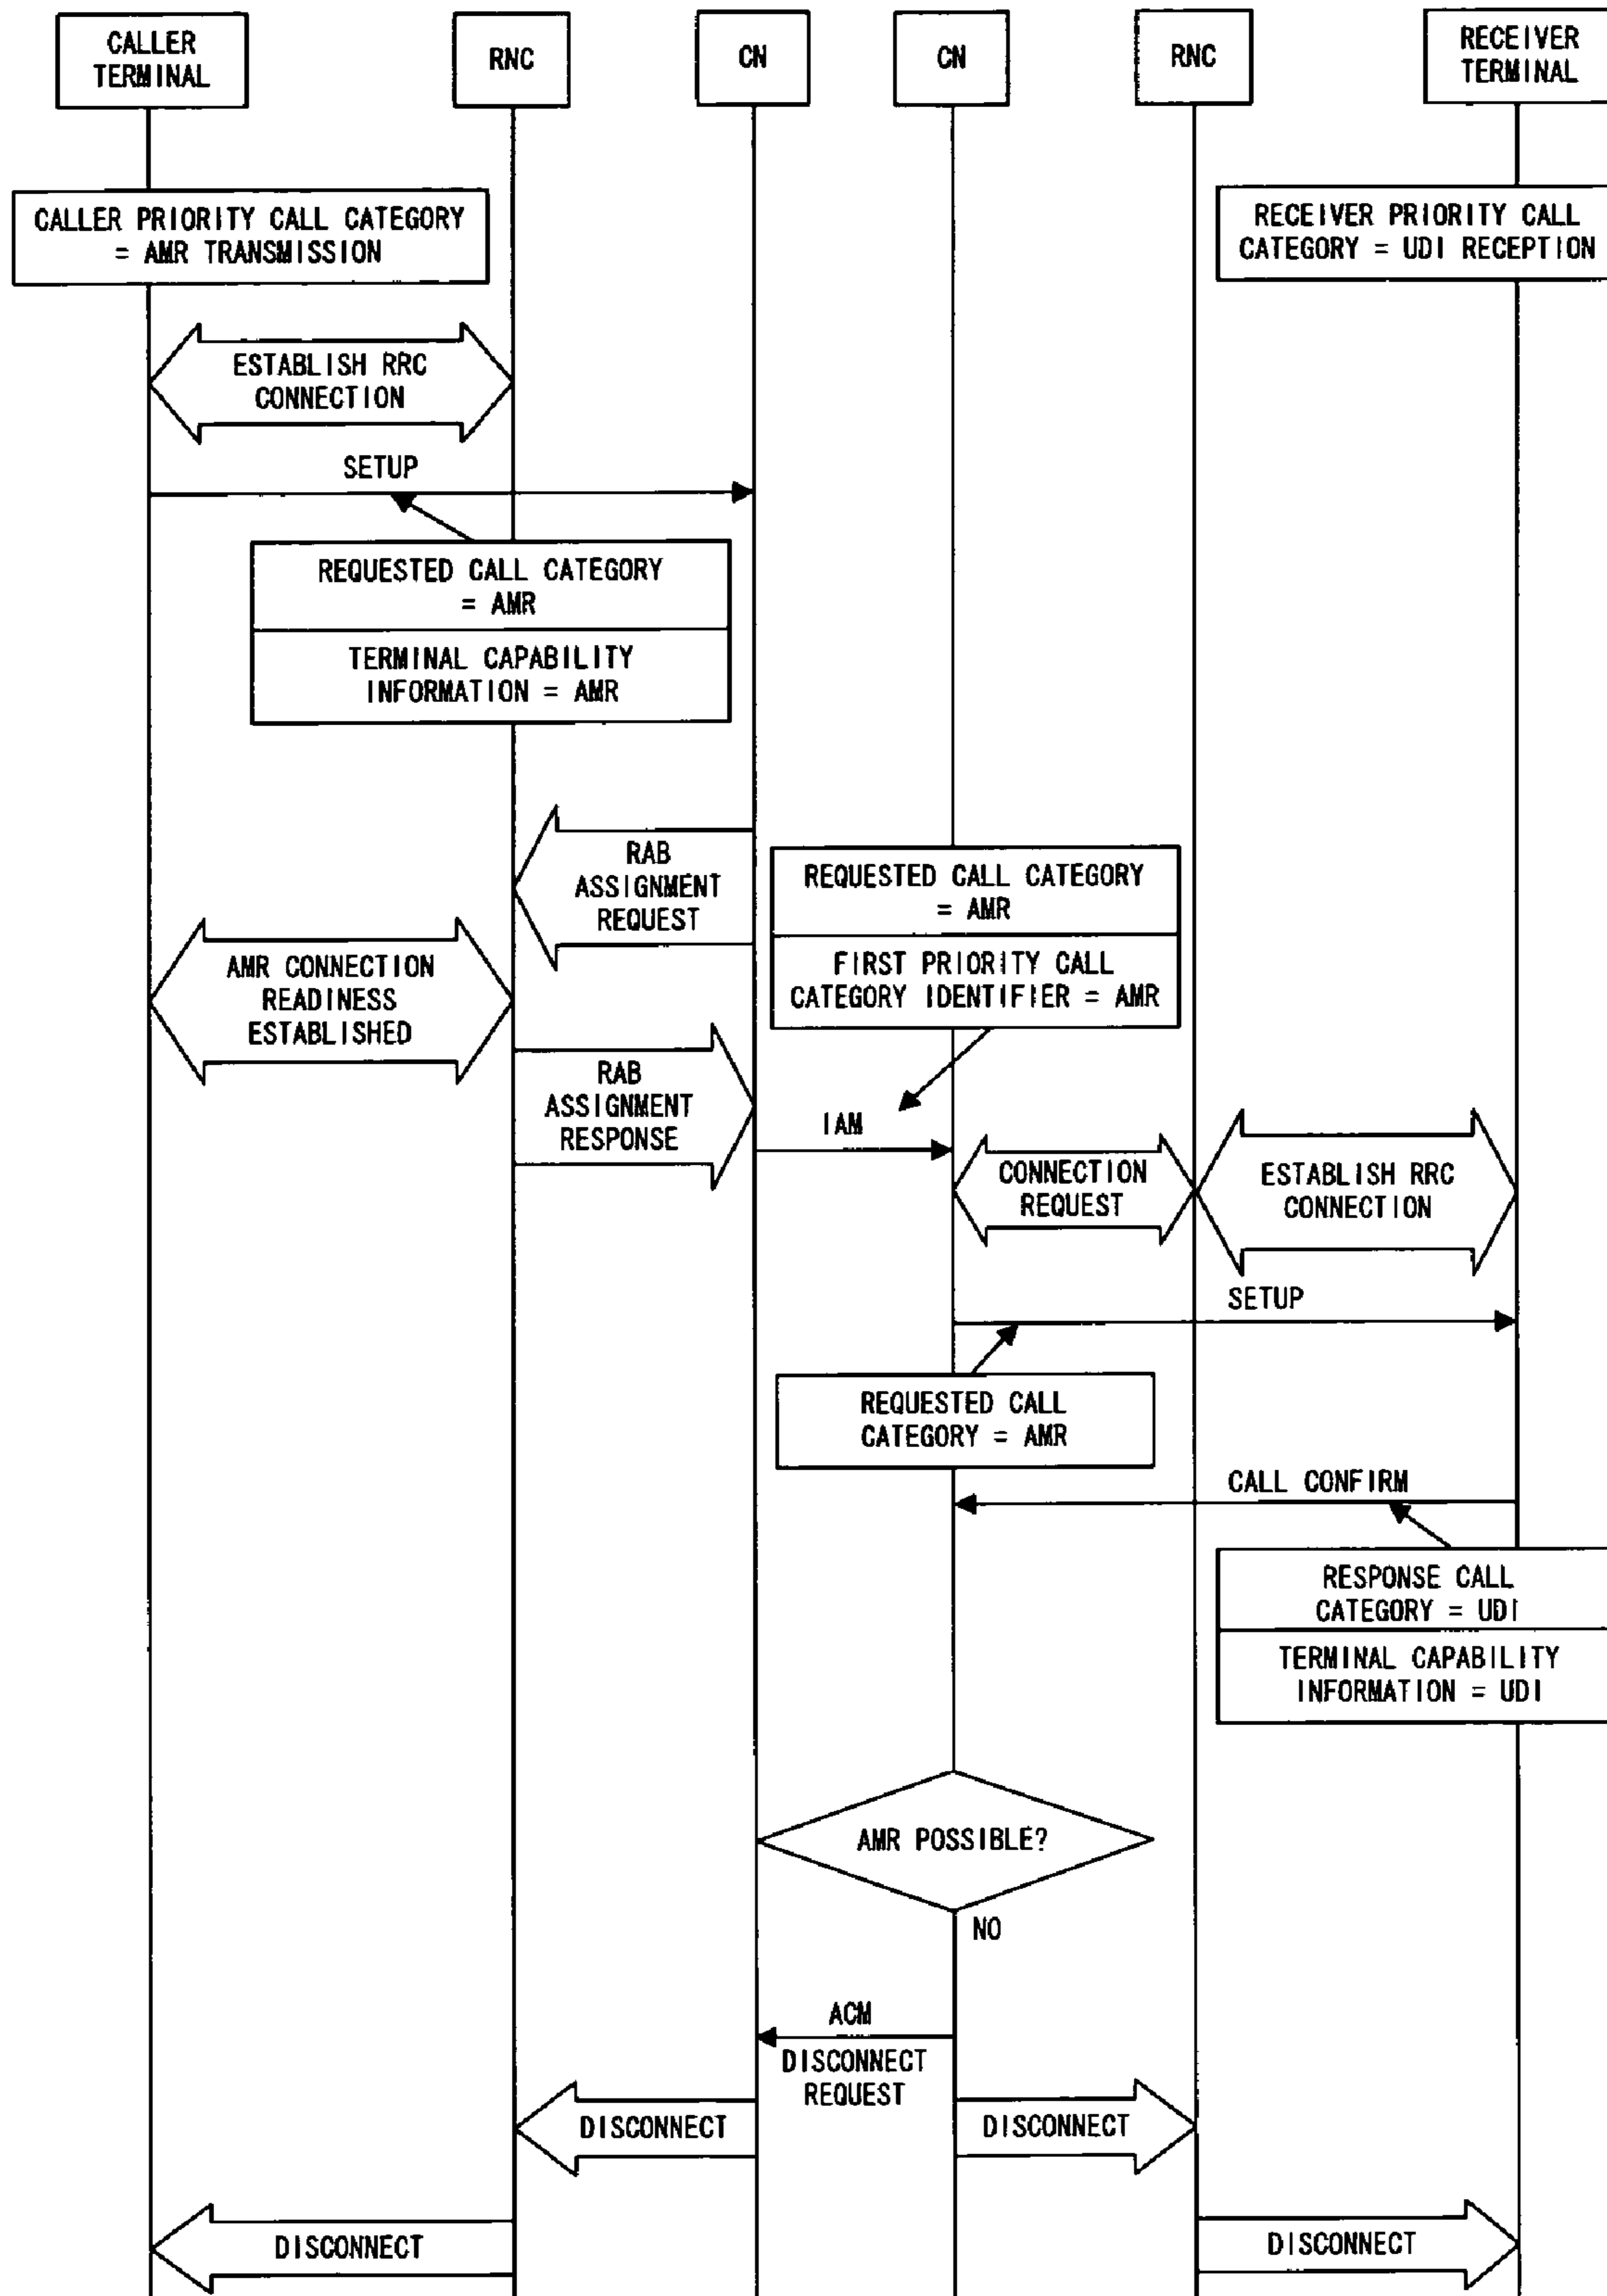 CALLER
TERMINAL
RNC
CN
CN
RNC
RECEIVER
TERMINAL
CALLER PRIORITY CALL CATEGORY
= AMR TRANSMISSION
RECEIVER PRIORITY CALL
CATEGORY = UDI RECEPTION
ESTABLISH RRC
CONNECTION
SETUP
REQUESTED CALL CATEGORY
= AMR
TERMINAL CAPABILITY
INFORMATION = AMR
RAB
ASSIGNMENT
REQUEST
REQUESTED CALL CATEGORY
= AMR
FIRST PRIORITY CALL
CATEGORY IDENTIFIER = AMR
AMR CONNECTION
READINESS
ESTABLISHED
RAB
ASSIGNMENT
RESPONSE
IAM
CONNECTION
REQUEST
ESTABLISH RRC
CONNECTION
SETUP
REQUESTED CALL
CATEGORY = AMR
CALL CONFIRM
RESPONSE CALL
CATEGORY = UDI
TERMINAL CAPABILITY
INFORMATION = UDI
AMR POSSIBLE?
NO
ACM
DISCONNECT
REQUEST
DISCONNECT
DISCONNECT
DISCONNECT
DISCONNECT